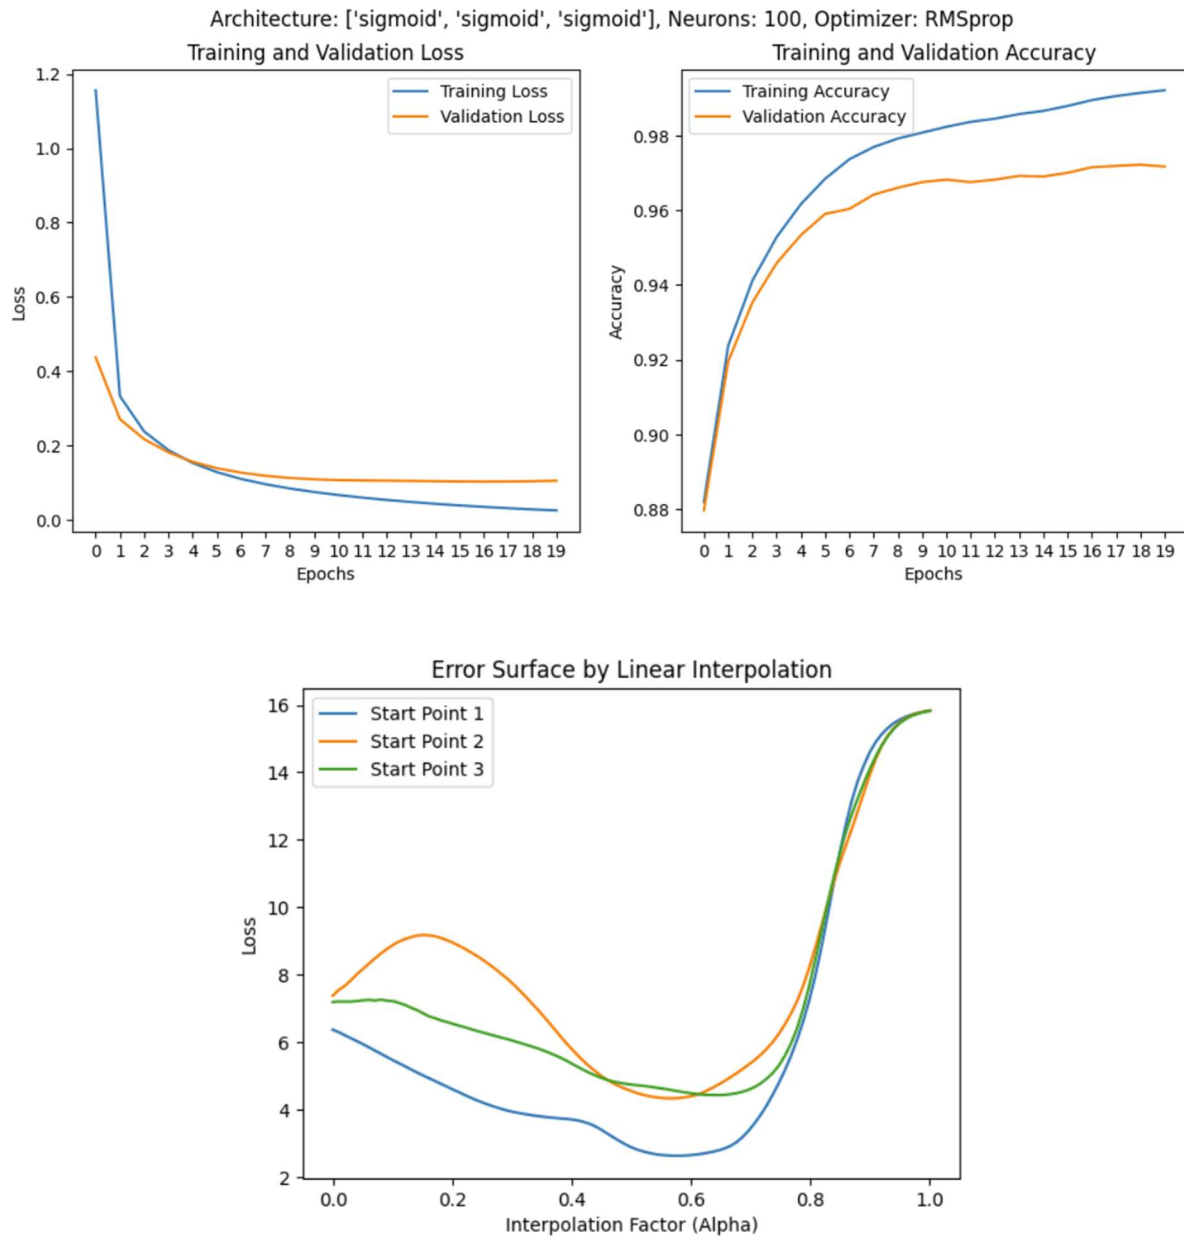 Architecture: ['sigmoid', 'sigmoid', 'sigmoid'], Neurons: 100, Optimizer: RMSprop
Training and Validation Loss
1.2
1.0
0.8
0.6
0.4
0.2
0.0
Loss
Training Loss
Validation Loss
0 1 2 3 4 5 6 7 8 9 10 11 12 13 14 15 16 17 18 19
Epochs
Training and Validation Accuracy
0.98
0.96
0.94
0.92
0.90
0.88
Accuracy
Training Accuracy
Validation Accuracy
0 1 2 3 4 5 6 7 8 9 10 11 12 13 14 15 16 17 18 19
Epochs
Error Surface by Linear Interpolation
16
14
12
10
8
6
4
2
Loss
Start Point 1
Start Point 2
Start Point 3
0.0 0.2 0.4 0.6 0.8 1.0
Interpolation Factor (Alpha)